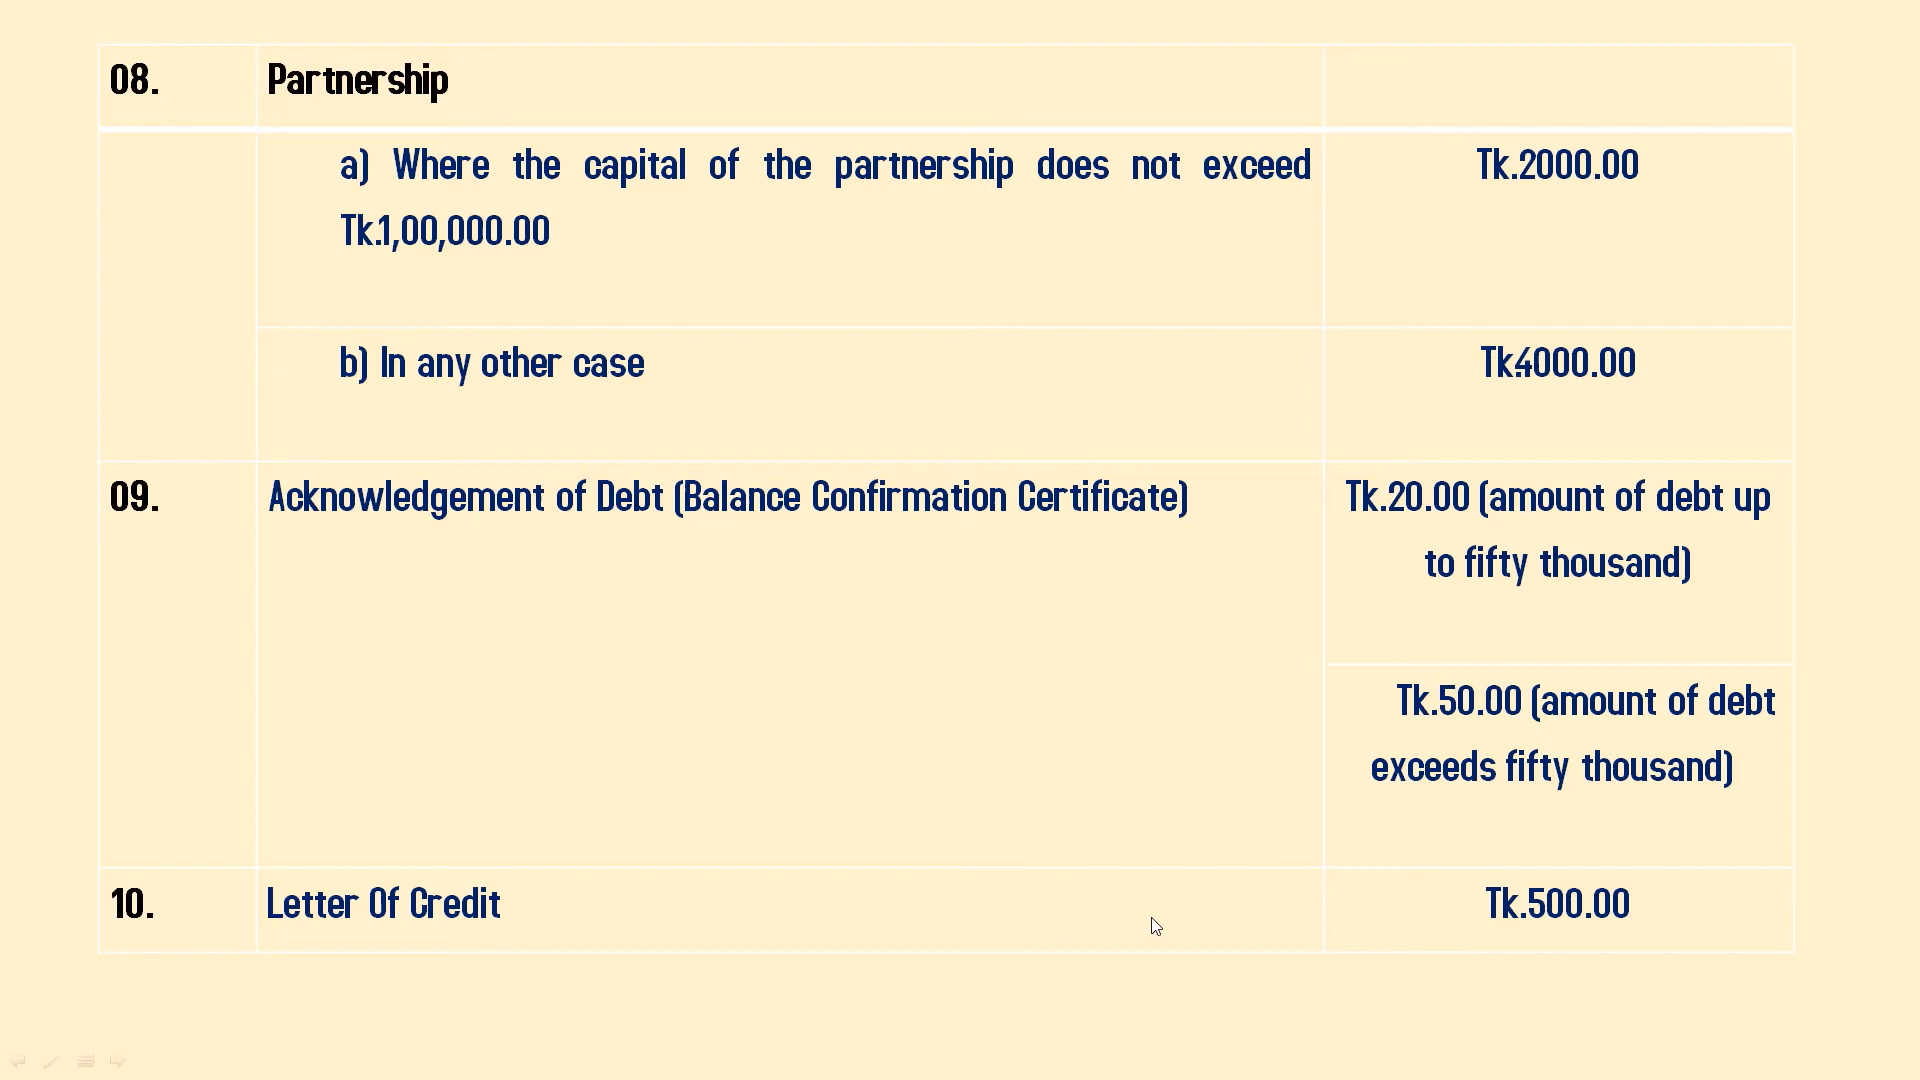 08. Partnership
a) Where the capital of the partnership does not exceed Tk.2000.00
Tk.1,00,000.00
b) In any other case Tk.4000.00
09. Acknowledgement of Debt (Balance Confirmation Certificate) Tk.20.00 (amount of debt up
to fifty thousand)
Tk.50.00 (amount of debt
exceeds fifty thousand)
10. Letter Of Credit Tk.500.00